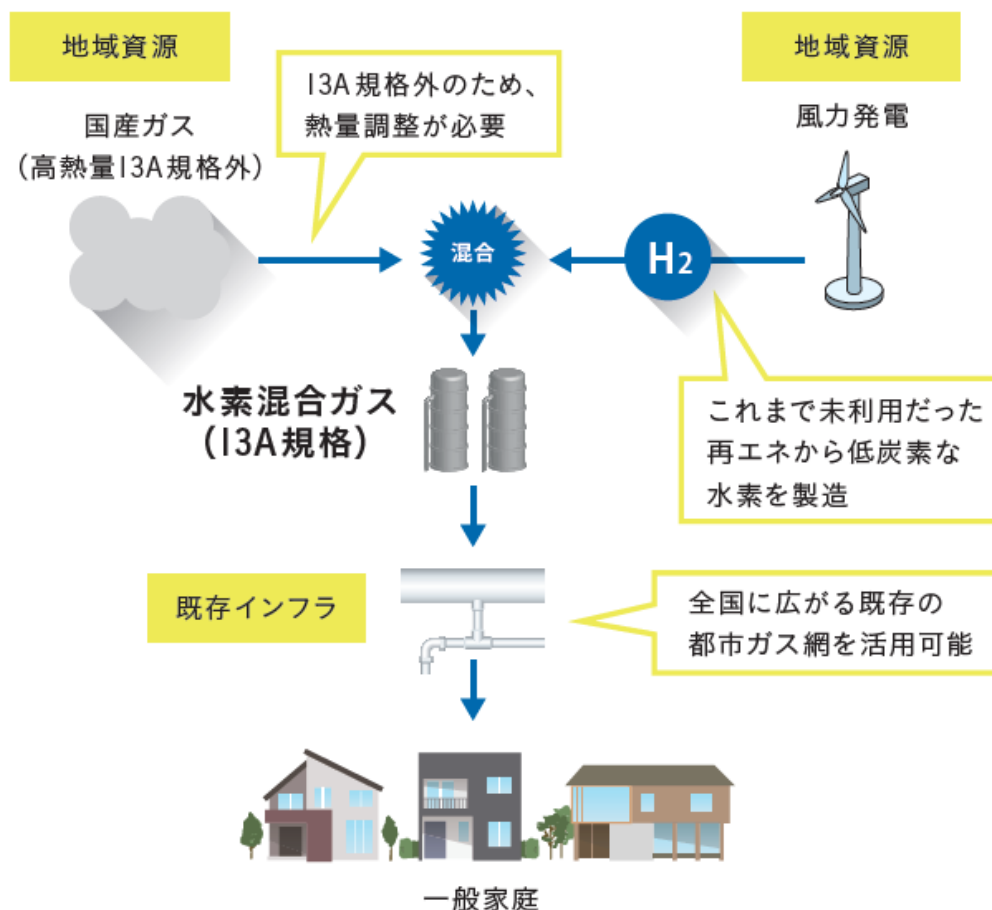 地域資源
国産ガス
（高熱量13A規格外）
13A規格外のため、
熱量調整が必要
地域資源
風力発電
混合
H2
水素混合ガス
（13A規格）
これまで未利用だった
再エネから低炭素な
水素を製造
既存インフラ
全国に広がる既存の
都市ガス網を活用可能
一般家庭